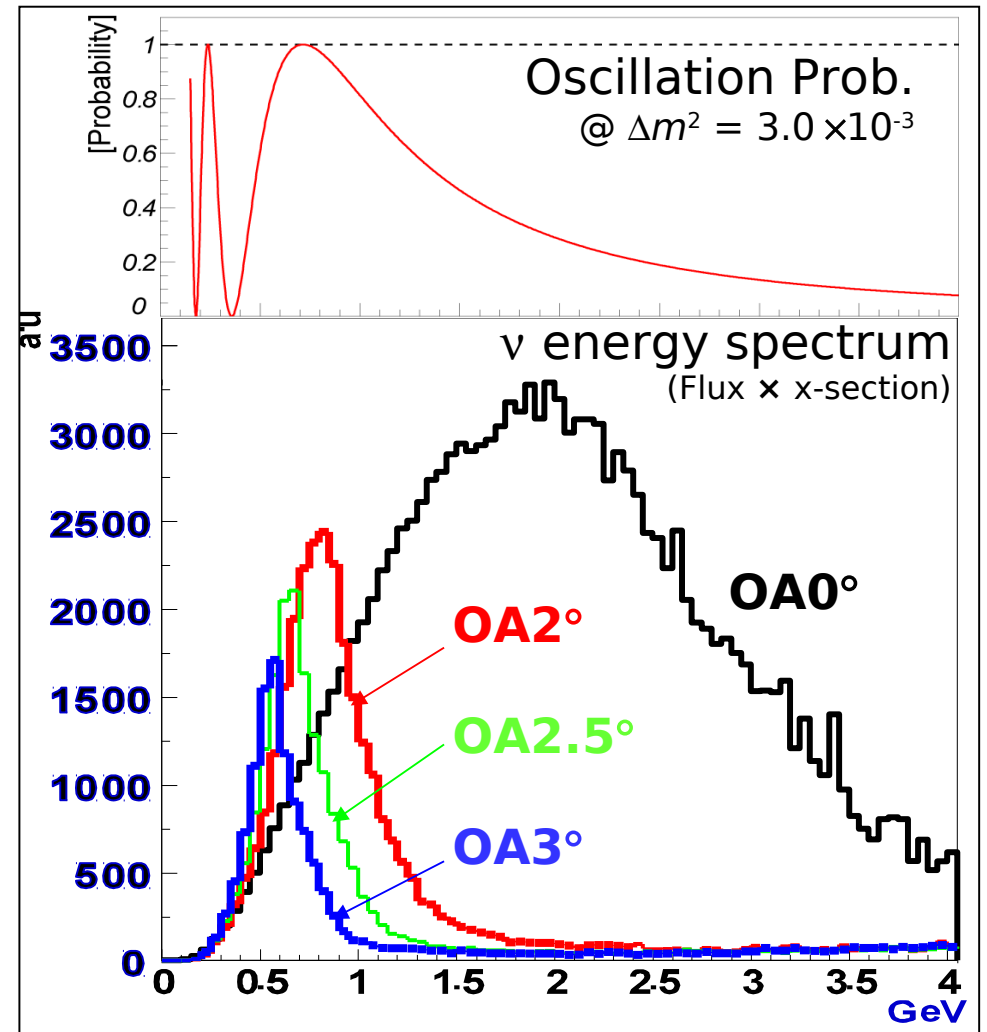 [Probability]
1
0.8
0.6
0.4
0.2
0
Oscillation Prob.
@ Δm² = 3.0 ×10⁻³
a.u
ν energy spectrum
(Flux × x-section)
3500
3000
2500
2000
1500
1000
500
0
OA0°
OA2°
OA2.5°
OA3°
0 0.5 1 1.5 2 2.5 3 3.5 4
GeV